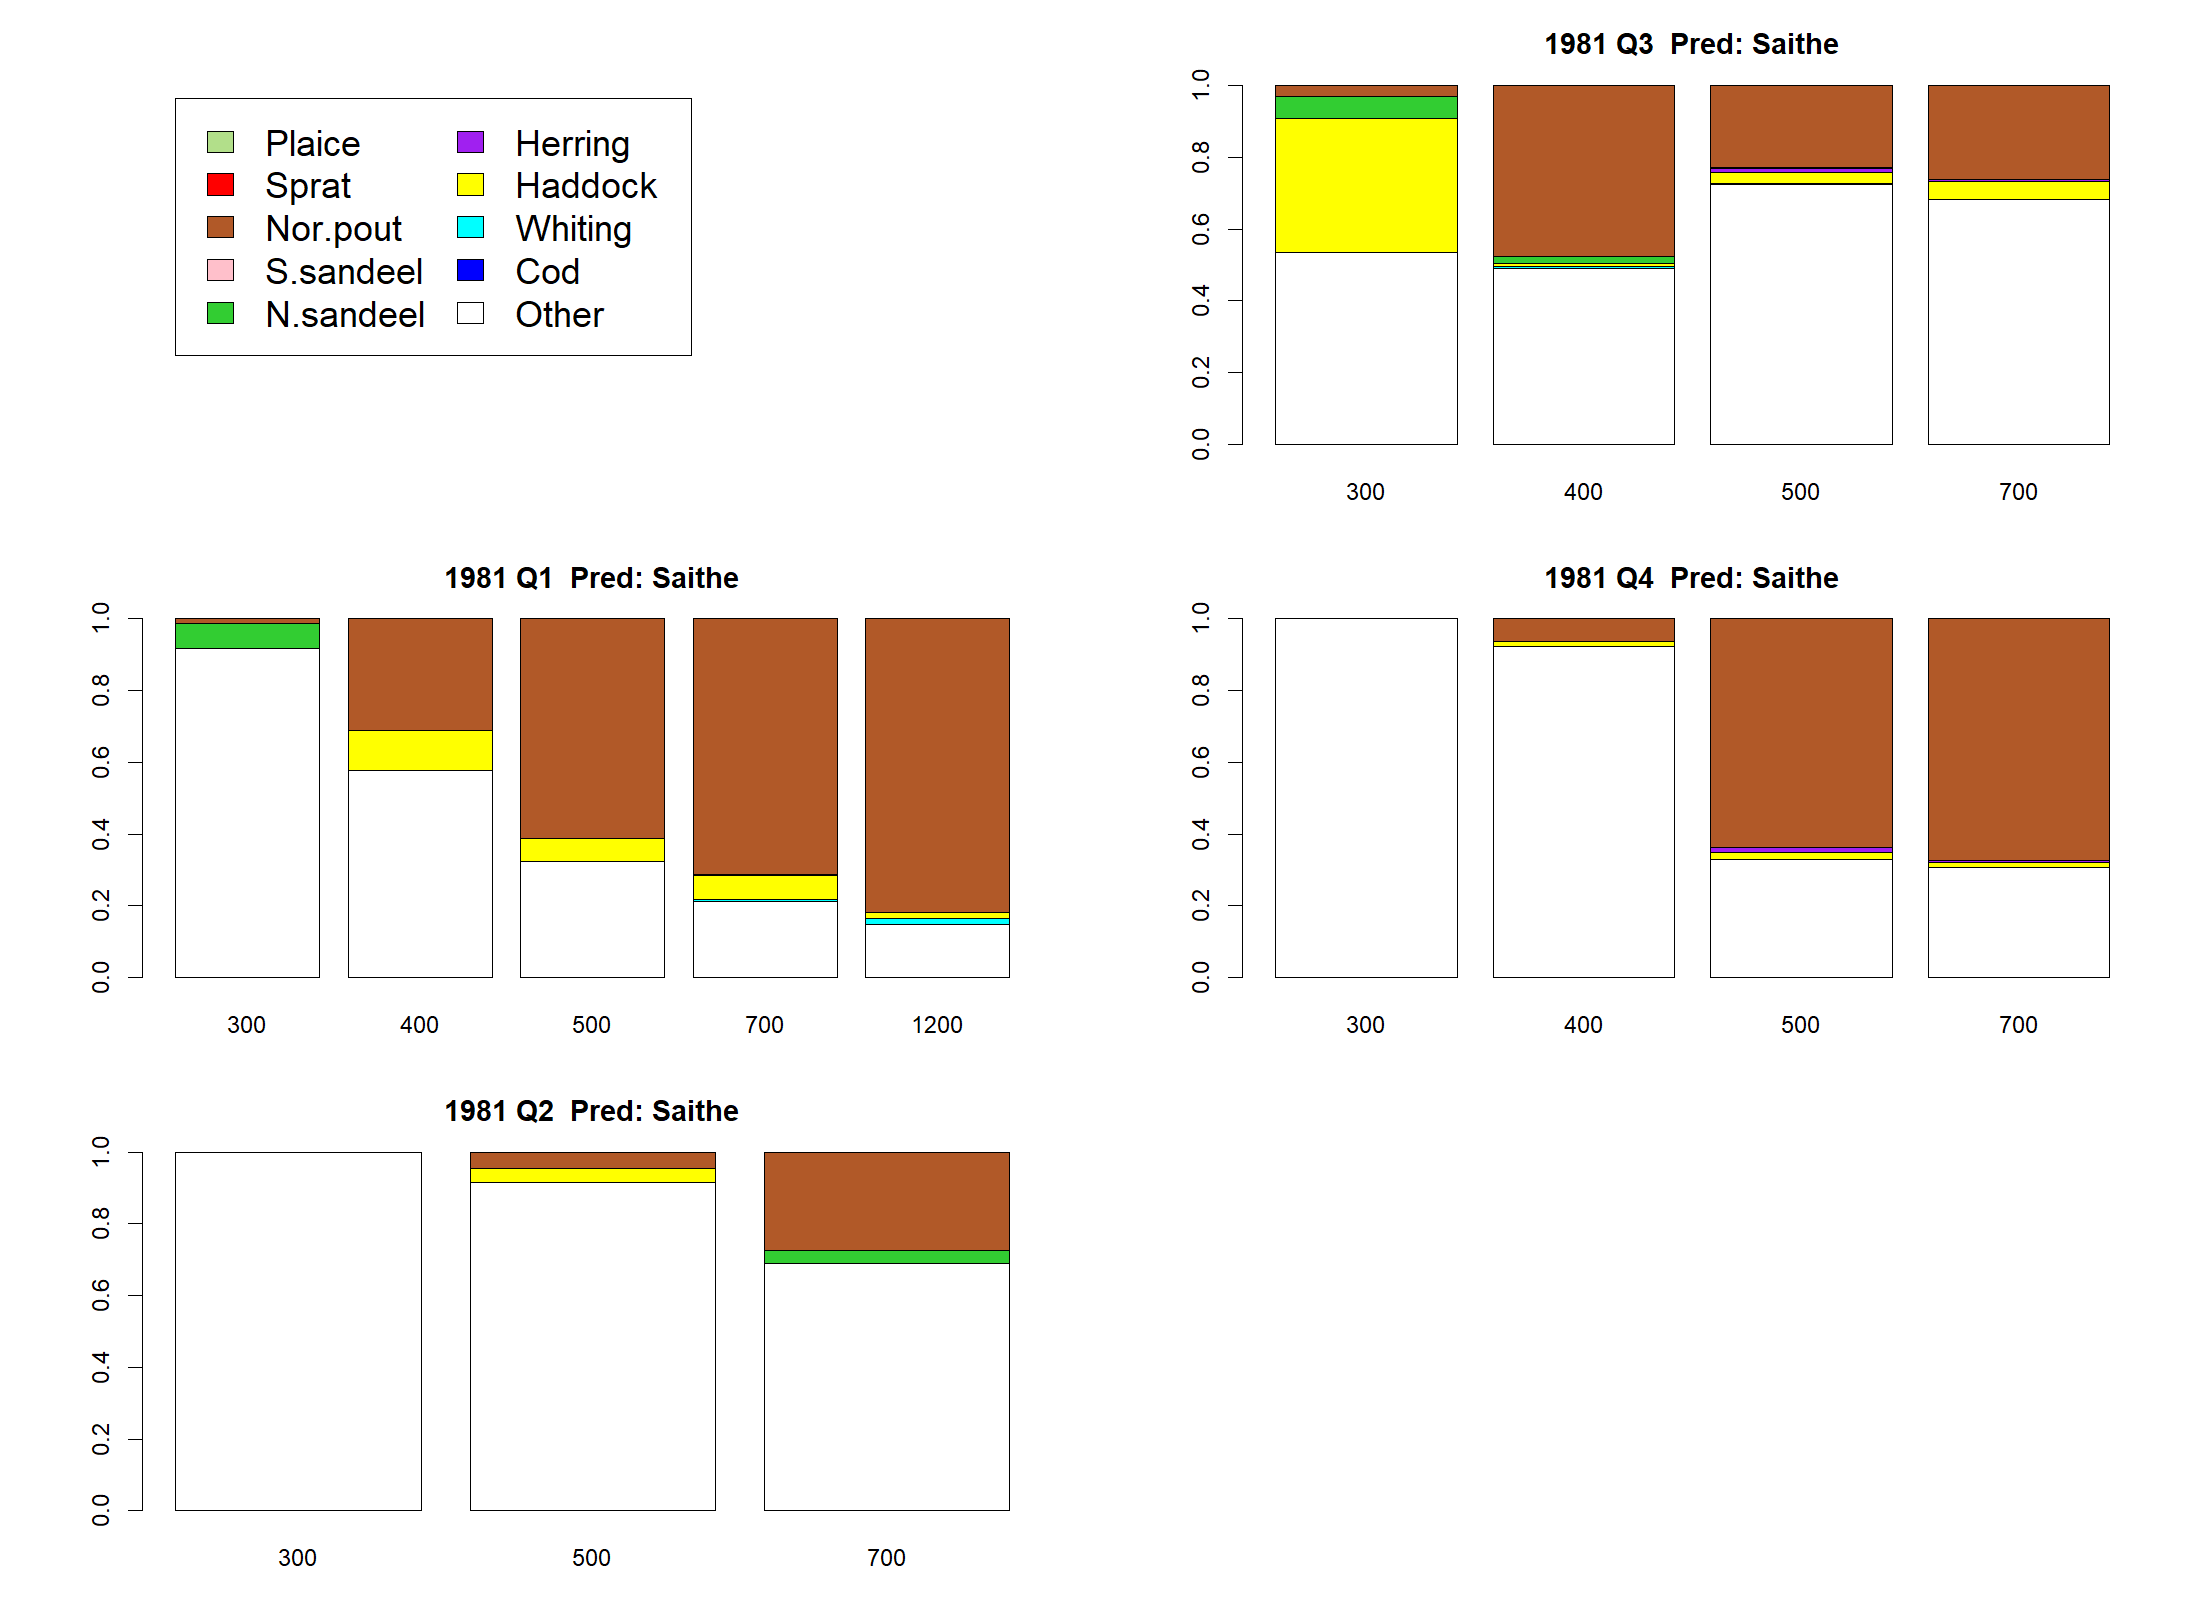 Plaice Herring
Sprat Haddock
Nor.pout Whiting
S.sandeel Cod
N.sandeel Other
1981 Q1  Pred: Saithe
0.0 0.2 0.4 0.6 0.8 1.0
300 400 500 700 1200
1981 Q2  Pred: Saithe
0.0 0.2 0.4 0.6 0.8 1.0
300 500 700
1981 Q3  Pred: Saithe
0.0 0.2 0.4 0.6 0.8 1.0
300 400 500 700
1981 Q4  Pred: Saithe
0.0 0.2 0.4 0.6 0.8 1.0
300 400 500 700